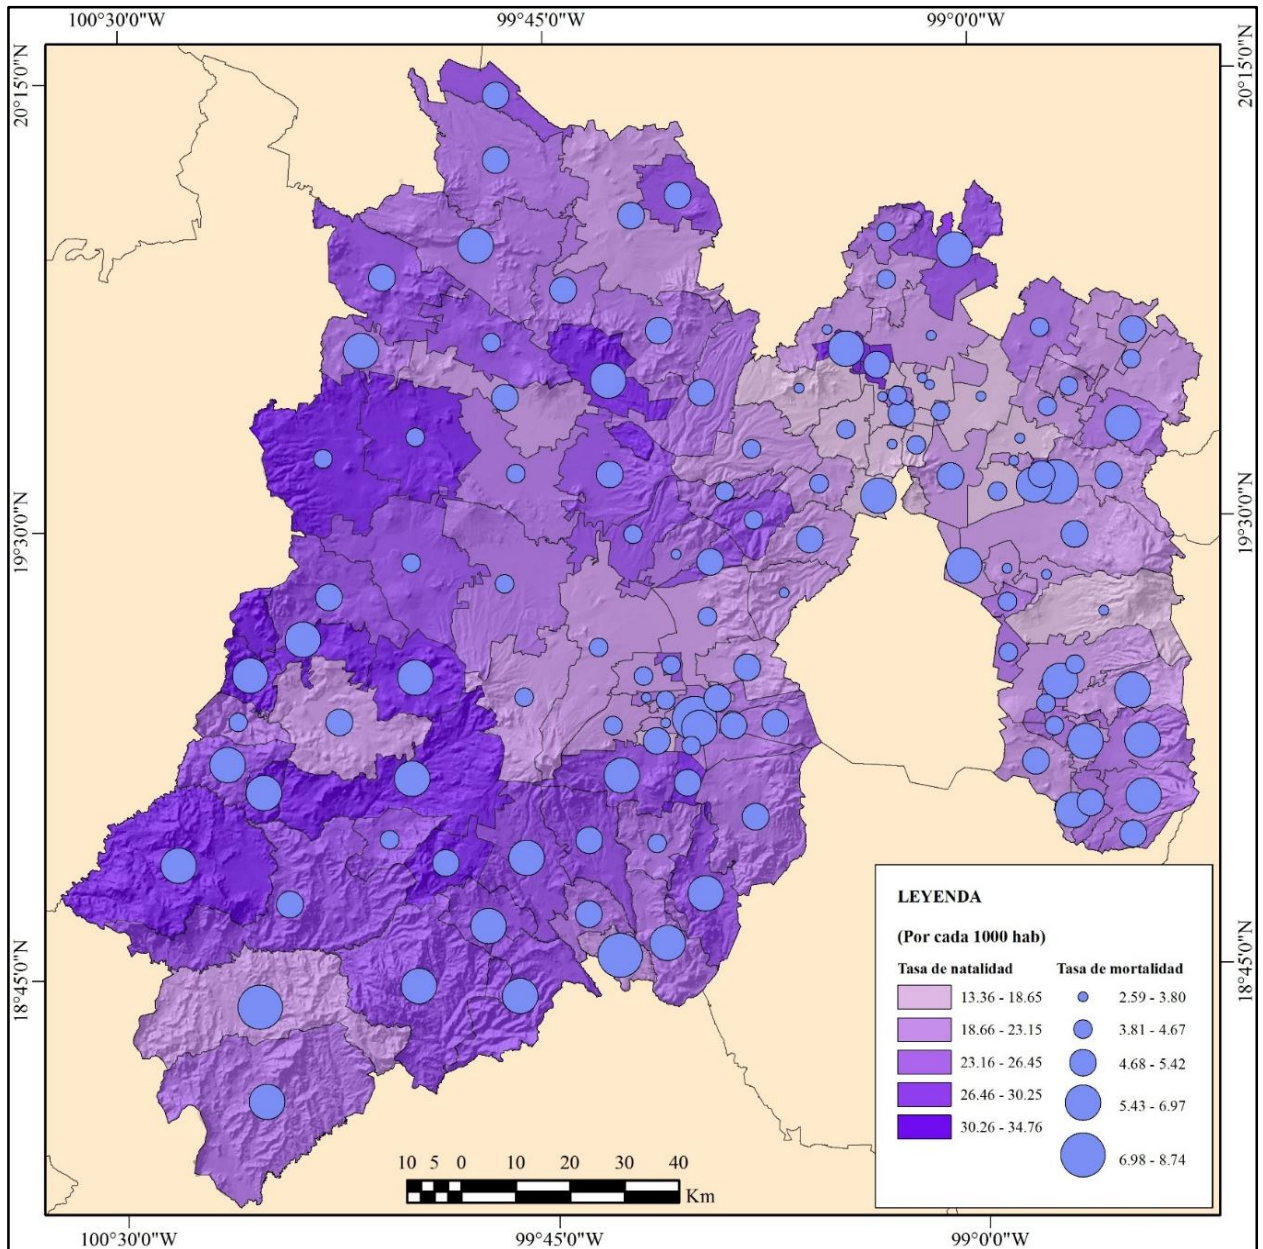 100°30'0"W 99°45'0"W 99°0'0"W
20°15'0"N 20°15'0"N
19°30'0"N 19°30'0"N
18°45'0"N 18°45'0"N
LEYENDA
(Por cada 1000 hab)
Tasa de natalidad Tasa de mortalidad
13.36 - 18.65 2.59 - 3.80
18.66 - 23.15 3.81 - 4.67
23.16 - 26.45 4.68 - 5.42
26.46 - 30.25 5.43 - 6.97
30.26 - 34.76 6.98 - 8.74
10 5 0 10 20 30 40
Km
100°30'0"W 99°45'0"W 99°0'0"W